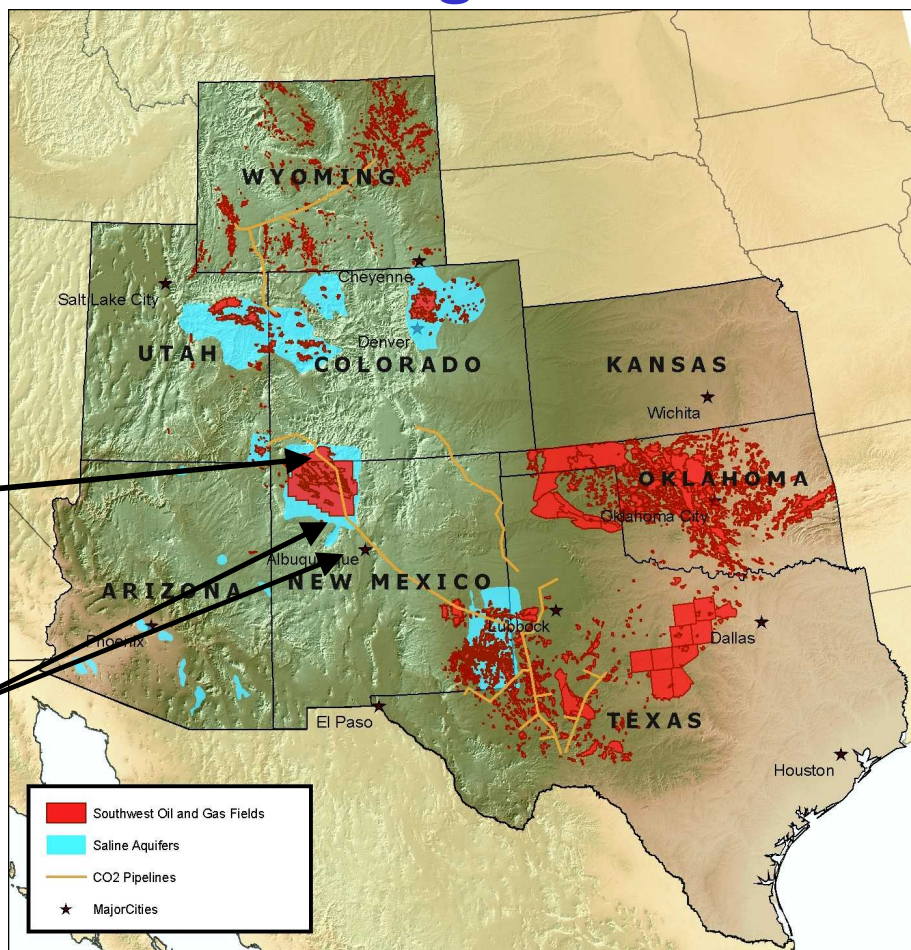 WYOMING
Cheyenne
Salt Lake City
Denver
UTAH
COLORADO
KANSAS
Wichita
OKLAHOMA
Oklahoma City
Albuquerque
ARIZONA
NEW MEXICO
Phoenix
Lubbock
Dallas
El Paso
TEXAS
Houston
Southwest Oil and Gas Fields
Saline Aquifers
CO2 Pipelines
MajorCities